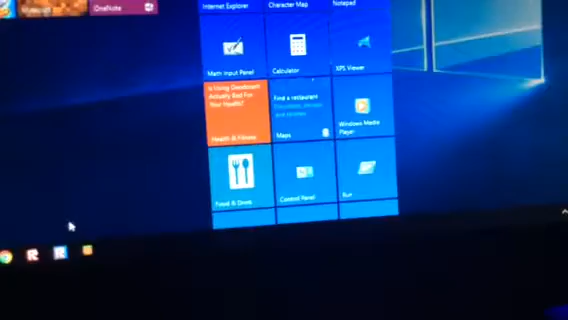 OneNote
Internet Explorer
Character Map
Notepad
Math Input Panel
Calculator
XPS Viewer
Is Using Deodorant
Actually Bad For
Your Health?
Health & Fitness
Find a restaurant
Maps
Windows Media
Player
Food & Drink
Control Panel
Run